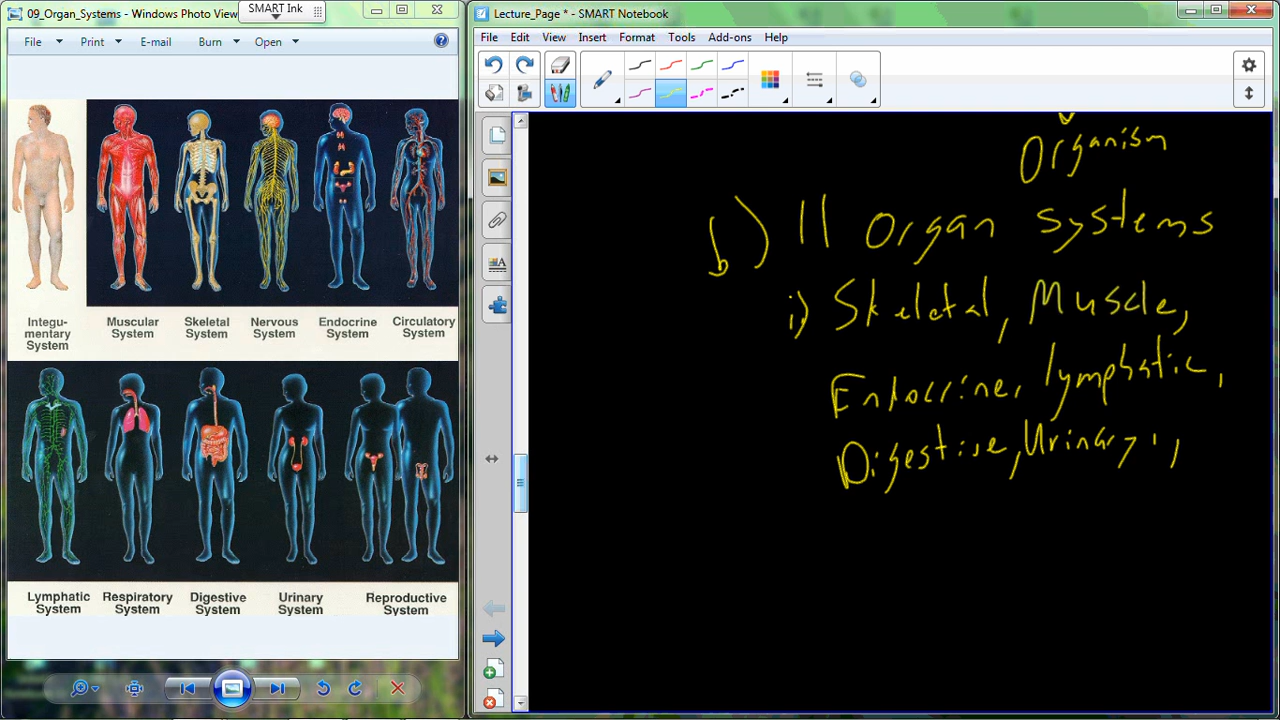 09_Organ_Systems - Windows Photo View
SMART Ink
File Print E-mail Burn Open
Integu-
mentary
System
Muscular
System
Skeletal
System
Nervous
System
Endocrine
System
Circulatory
System
Lymphatic
System
Respiratory
System
Digestive
System
Urinary
System
Reproductive
System
Lecture_Page * - SMART Notebook
File Edit View Insert Format Tools Add-ons Help
Organism
b) 11 Organ systems
i) Skeletal, Muscle,
Endocrine, lymphatic,
Digestive, Urinary,